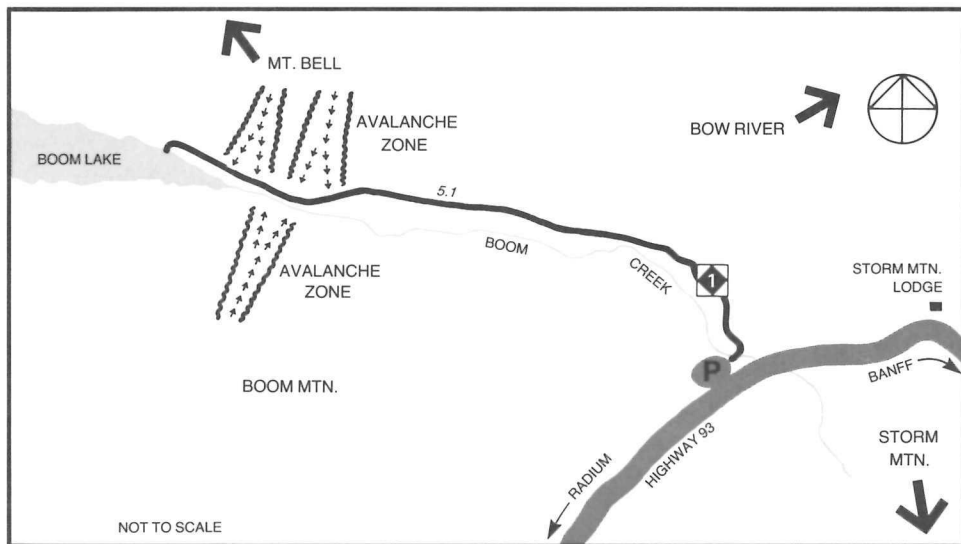 MT. BELL
AVALANCHE
ZONE
BOW RIVER
BOOM LAKE
5.1
BOOM
CREEK
1
AVALANCHE
ZONE
STORM MTN.
LODGE
P
BANFF
BOOM MTN.
HIGHWAY 93
RADIUM
STORM
MTN.
NOT TO SCALE